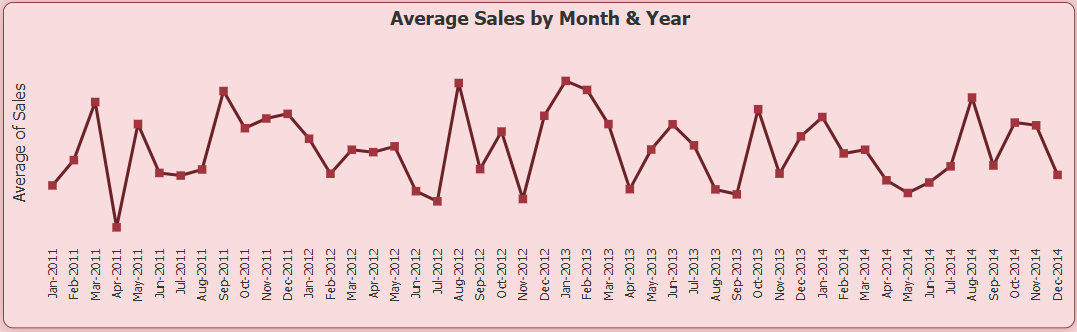 Average Sales by Month & Year
Average of Sales
Jan-2011
Feb-2011
Mar-2011
Apr-2011
May-2011
Jun-2011
Jul-2011
Aug-2011
Sep-2011
Oct-2011
Nov-2011
Dec-2011
Jan-2012
Feb-2012
Mar-2012
Apr-2012
May-2012
Jun-2012
Jul-2012
Aug-2012
Sep-2012
Oct-2012
Nov-2012
Dec-2012
Jan-2013
Feb-2013
Mar-2013
Apr-2013
May-2013
Jun-2013
Jul-2013
Aug-2013
Sep-2013
Oct-2013
Nov-2013
Dec-2013
Jan-2014
Feb-2014
Mar-2014
Apr-2014
May-2014
Jun-2014
Jul-2014
Aug-2014
Sep-2014
Oct-2014
Nov-2014
Dec-2014